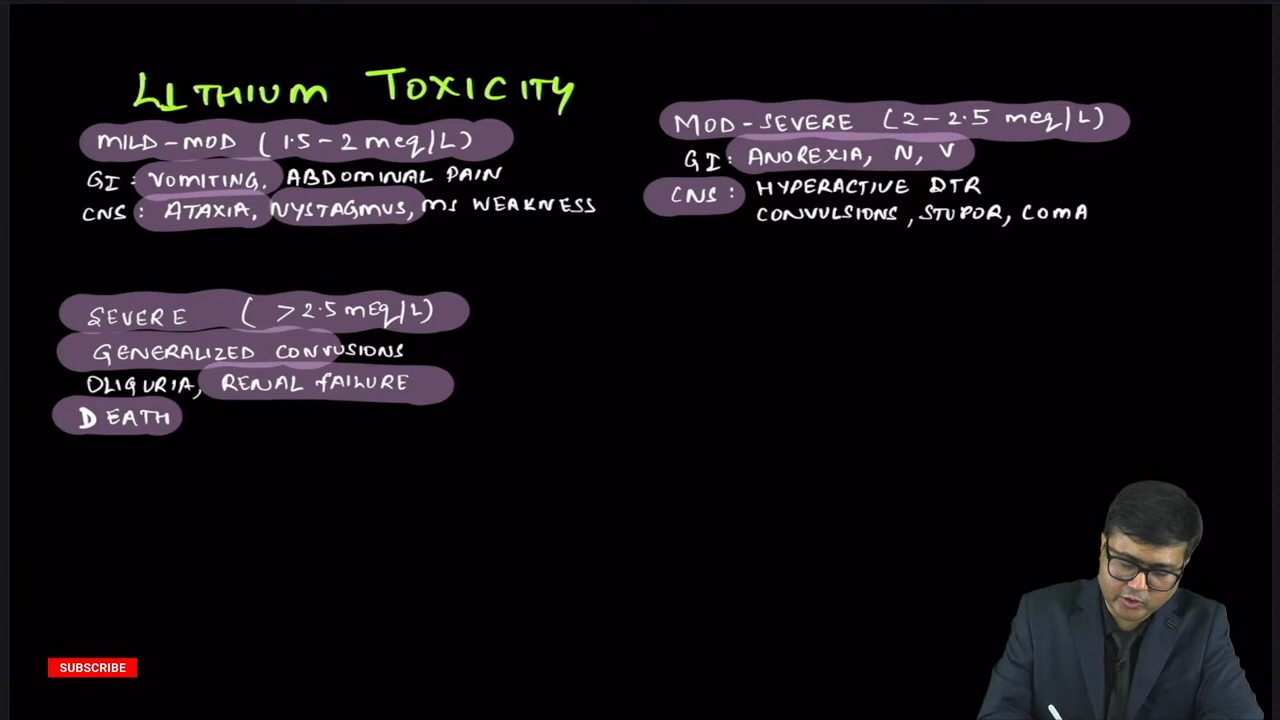 LITHIUM TOXICITY
MILD-MOD (1.5-2 meq/L)
GI: VOMITING, ABDOMINAL PAIN
CNS: ATAXIA, NYSTAGMUS, ms WEAKNESS
MOD-SEVERE (2-2.5 meq/L)
GI: ANOREXIA, N, V
CNS: HYPERACTIVE DTR
CONVULSIONS, STUPOR, COMA
SEVERE (>2.5 mEq/L)
GENERALIZED CONVUSIONS
OLIGURIA, RENAL FAILURE
DEATH
SUBSCRIBE